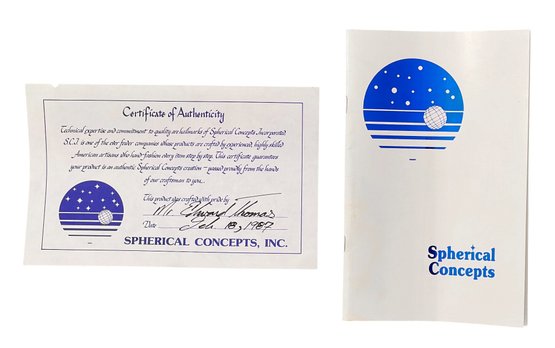 Certificate of Authenticity
Technical expertise and commitment to quality are hallmarks of Spherical Concepts Incorporated.
S.C.I. is one of the few finder companies whose products are crafted by experienced, highly skilled
American artisans who hand-fashion every item step by step. This certificate guarantees
your product is an authentic Spherical Concepts creation — passed proudly from the hands
of our craftsman to you.
This product was crafted with pride by
Mr. Edward Thomas
Date Feb 18, 1987
SPHERICAL CONCEPTS, INC.
Spherical
Concepts